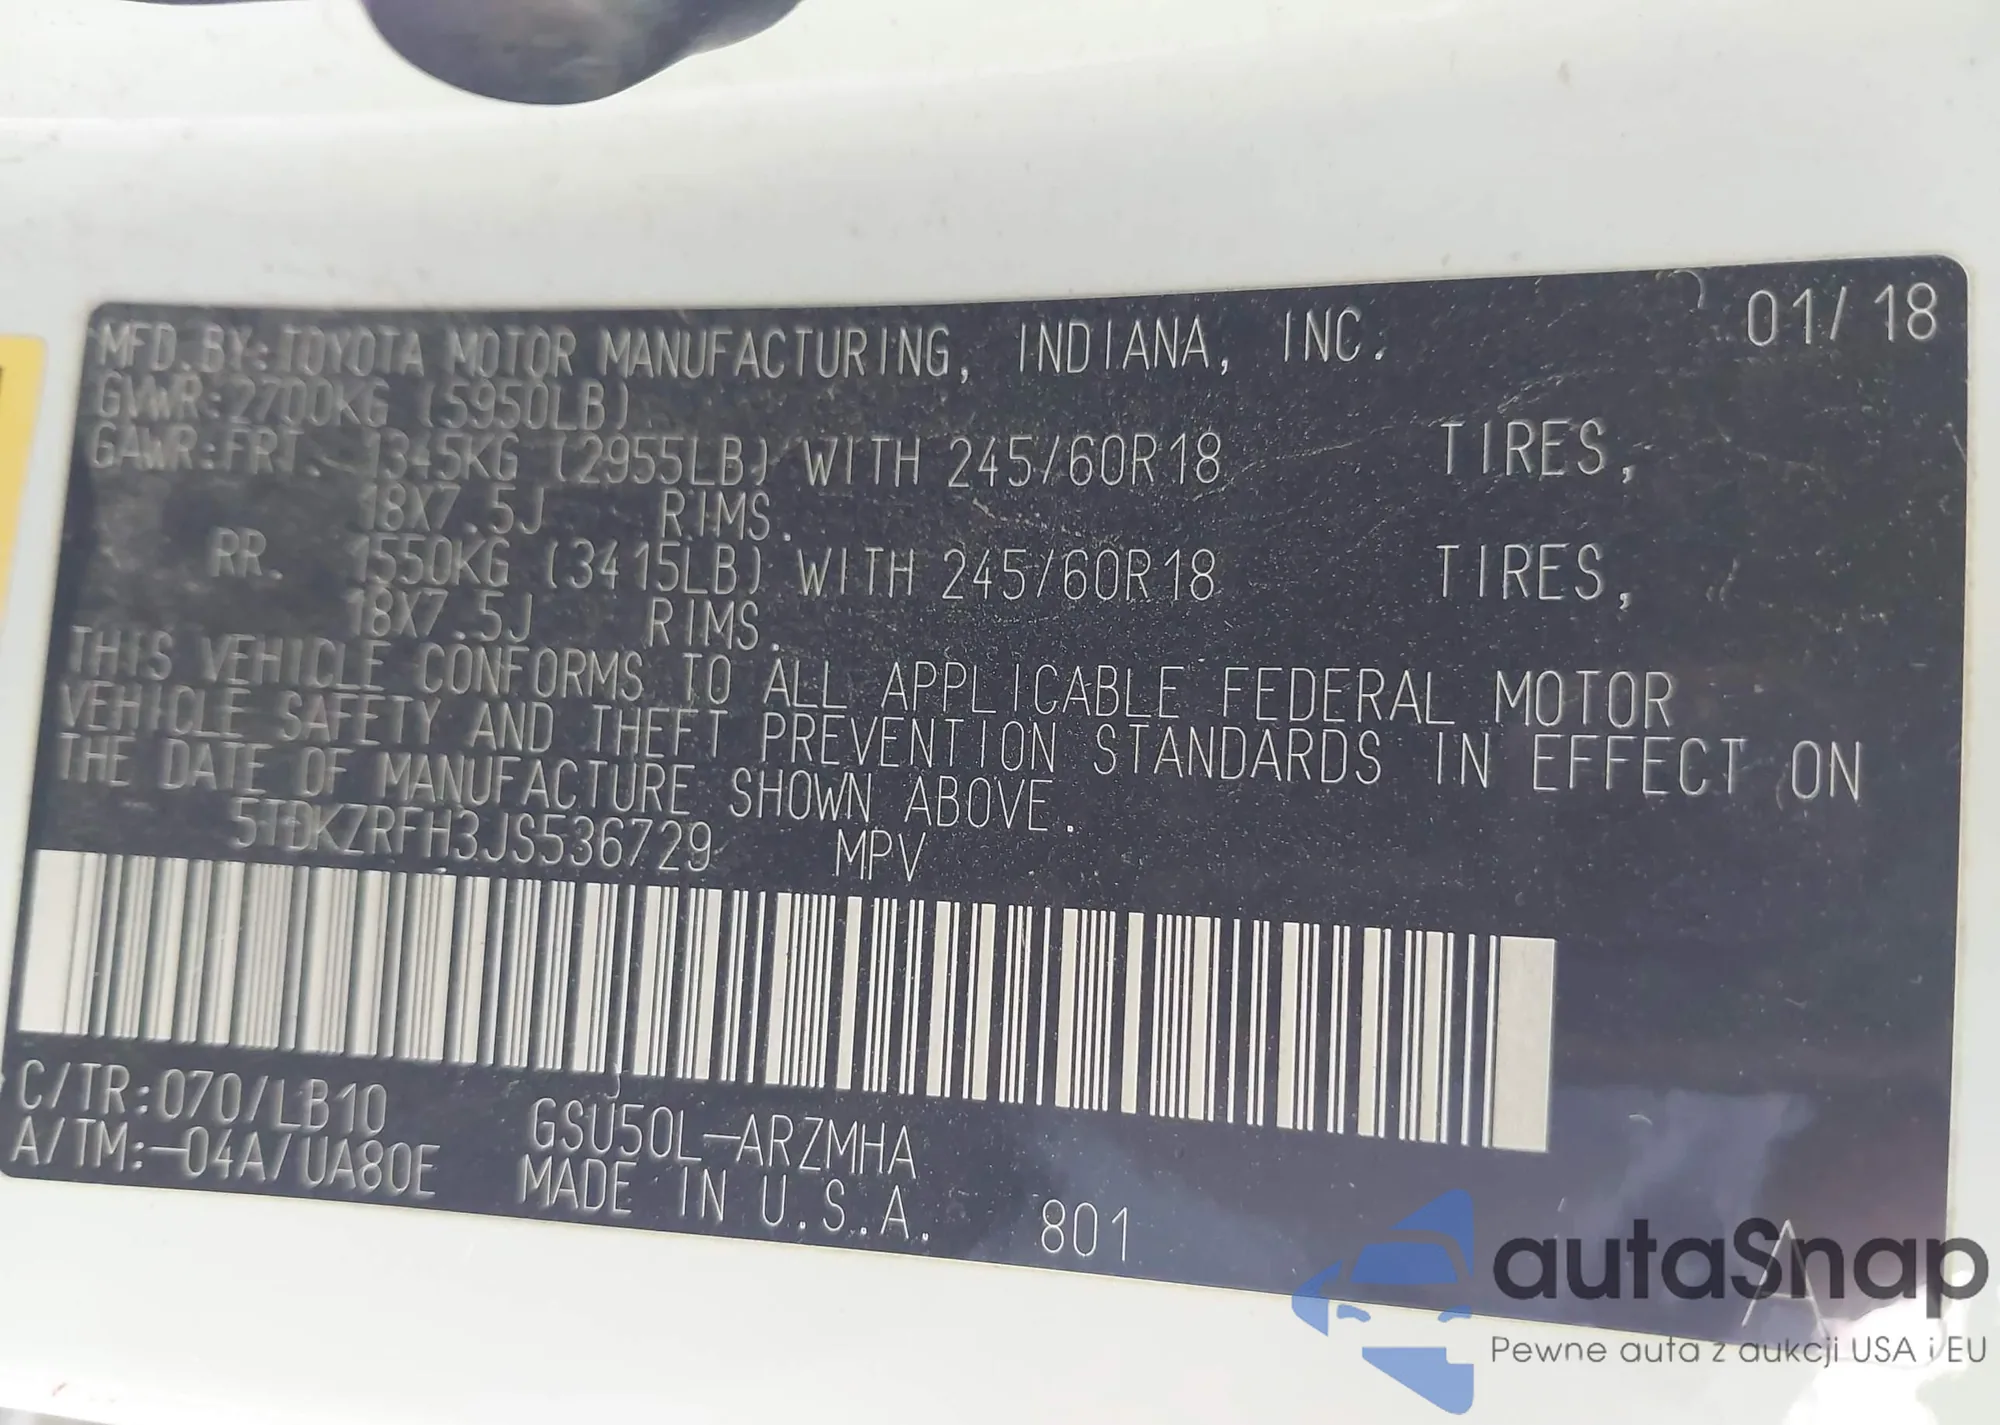 MFD.BY:TOYOTA MOTOR MANUFACTURING, INDIANA, INC. 01/18
GVWR:2700KG (5950LB)
GAWR:FRT. 1345KG (2955LB) WITH 245/60R18 TIRES,
18X7.5J RIMS.
RR. 1550KG (3415LB) WITH 245/60R18 TIRES,
18X7.5J RIMS.
THIS VEHICLE CONFORMS TO ALL APPLICABLE FEDERAL MOTOR
VEHICLE SAFETY AND THEFT PREVENTION STANDARDS IN EFFECT ON
THE DATE OF MANUFACTURE SHOWN ABOVE.
5TDKZRFH3JS536729 MPV
C/TR:070/LB10 GSU50L-ARZMHA
A/TM:-04A/UA80E MADE IN U.S.A. 801
A
autaSnap
Pewne auta z aukcji USA i EU